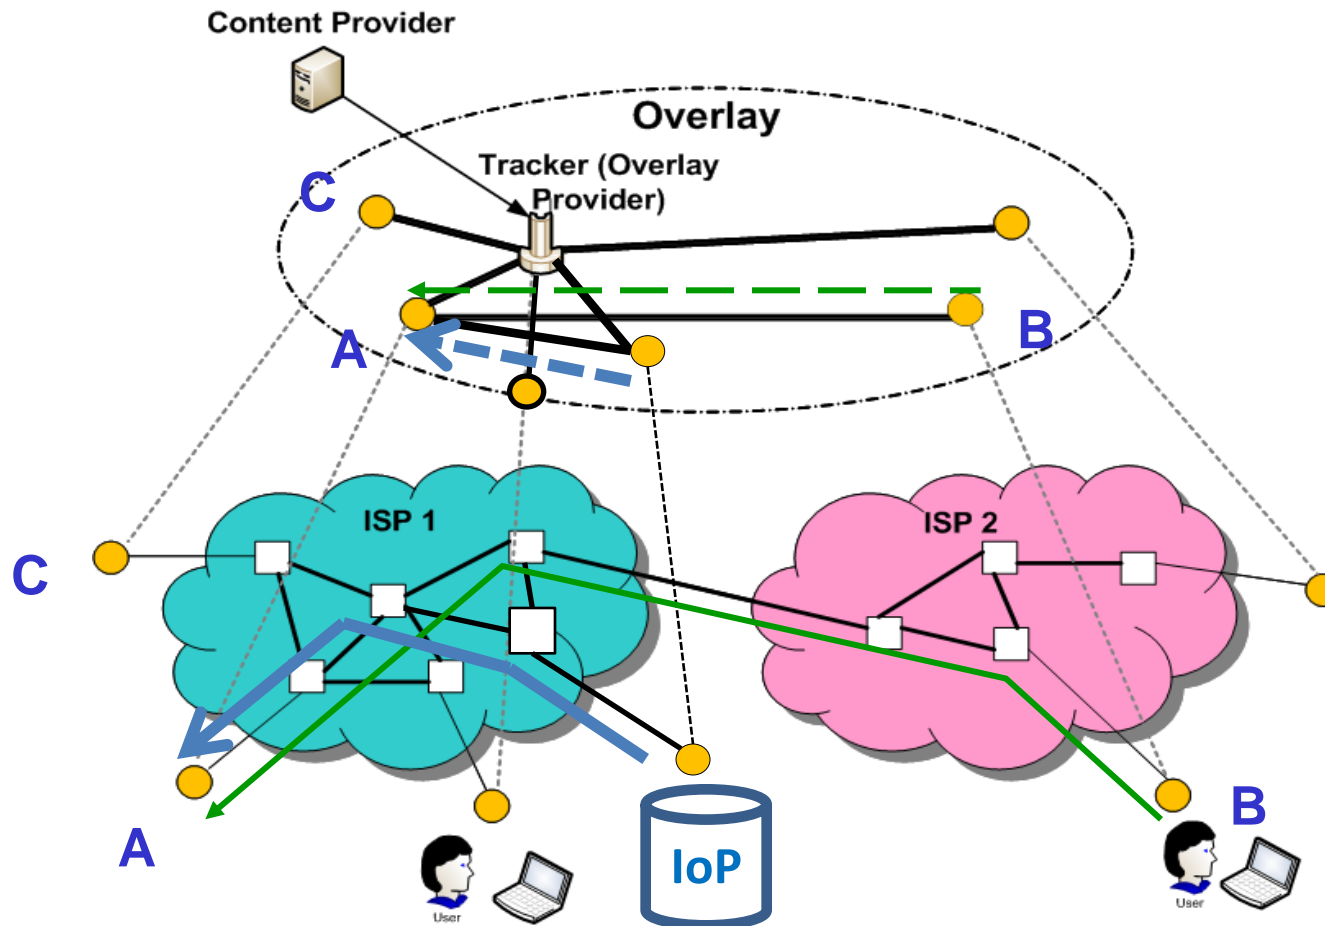 Content Provider
Overlay
Tracker (Overlay
Provider)
C
A
B
ISP 1
ISP 2
C
A
B
IoP
User
User